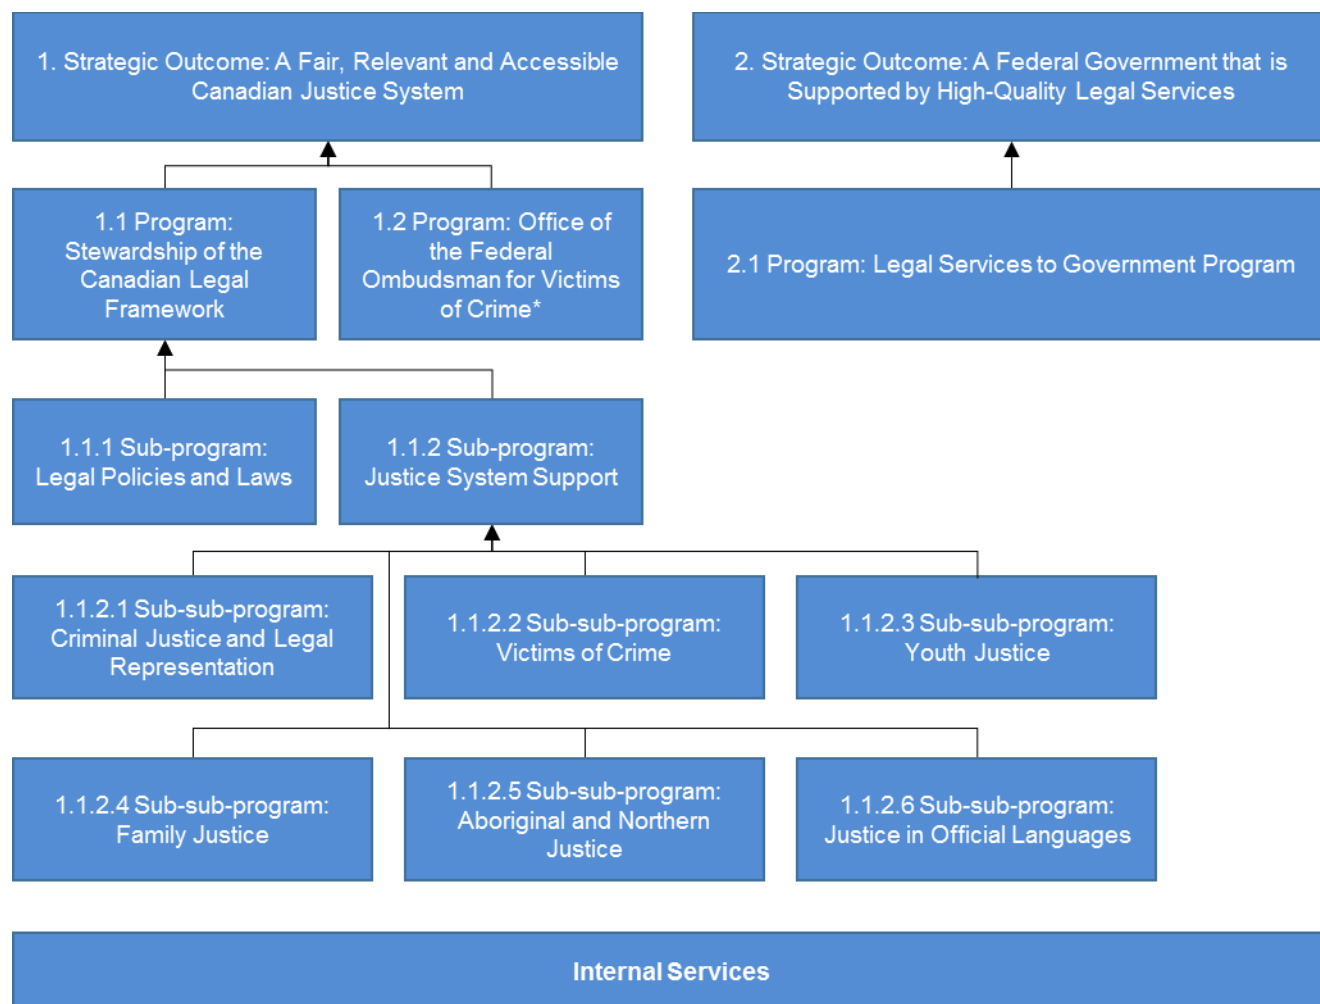 1. Strategic Outcome: A Fair, Relevant and Accessible
Canadian Justice System
2. Strategic Outcome: A Federal Government that is
Supported by High-Quality Legal Services
1.1 Program:
Stewardship of the
Canadian Legal
Framework
1.2 Program: Office of
the Federal
Ombudsman for Victims
of Crime*
2.1 Program: Legal Services to Government Program
1.1.1 Sub-program:
Legal Policies and Laws
1.1.2 Sub-program:
Justice System Support
1.1.2.1 Sub-sub-program:
Criminal Justice and Legal
Representation
1.1.2.2 Sub-sub-program:
Victims of Crime
1.1.2.3 Sub-sub-program:
Youth Justice
1.1.2.4 Sub-sub-program:
Family Justice
1.1.2.5 Sub-sub-program:
Aboriginal and Northern
Justice
1.1.2.6 Sub-sub-program:
Justice in Official Languages
Internal Services